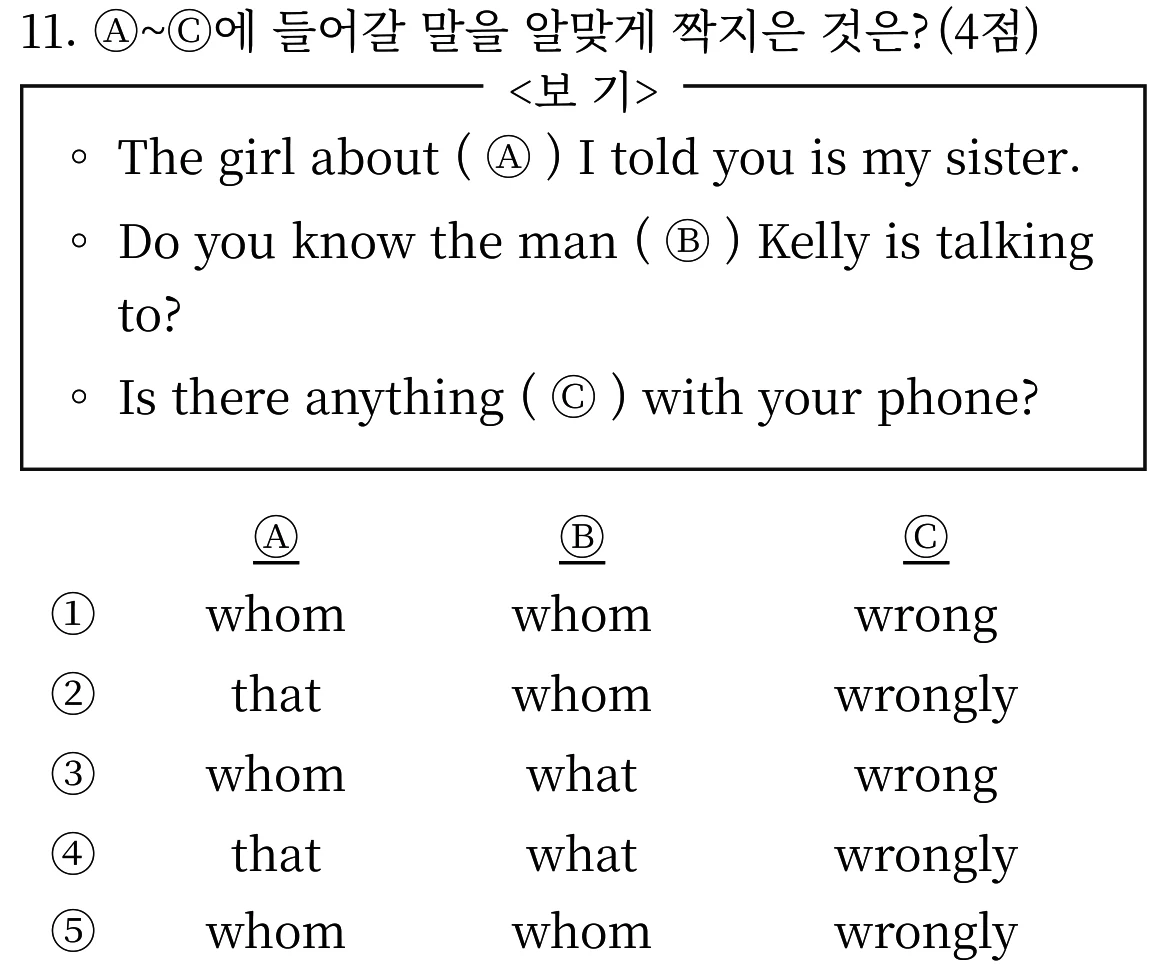 11. Ⓐ~Ⓒ에 들어갈 말을 알맞게 짝지은 것은?(4점)
<보 기>
◦ The girl about ( Ⓐ ) I told you is my sister.
◦ Do you know the man ( Ⓑ ) Kelly is talking
to?
◦ Is there anything ( Ⓒ ) with your phone?
Ⓐ Ⓑ Ⓒ
① whom whom wrong
② that whom wrongly
③ whom what wrong
④ that what wrongly
⑤ whom whom wrongly